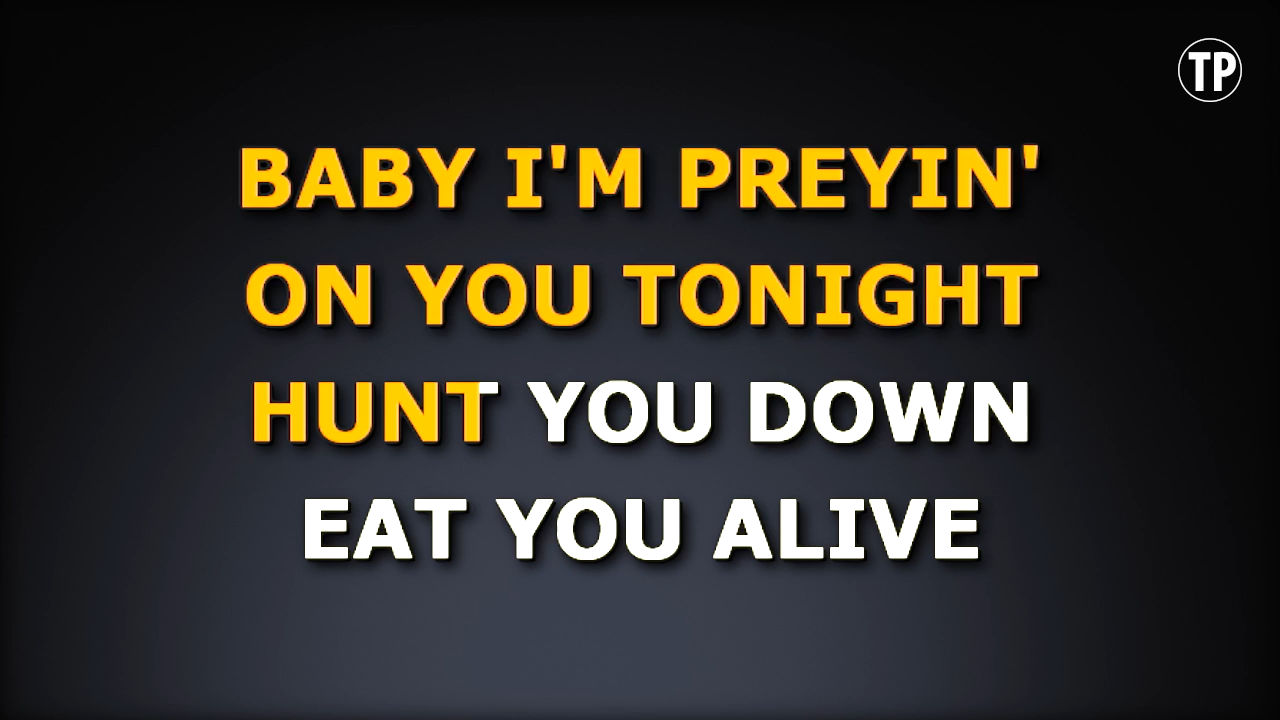 TP
BABY I'M PREYIN'
ON YOU TONIGHT
HUNT YOU DOWN
EAT YOU ALIVE